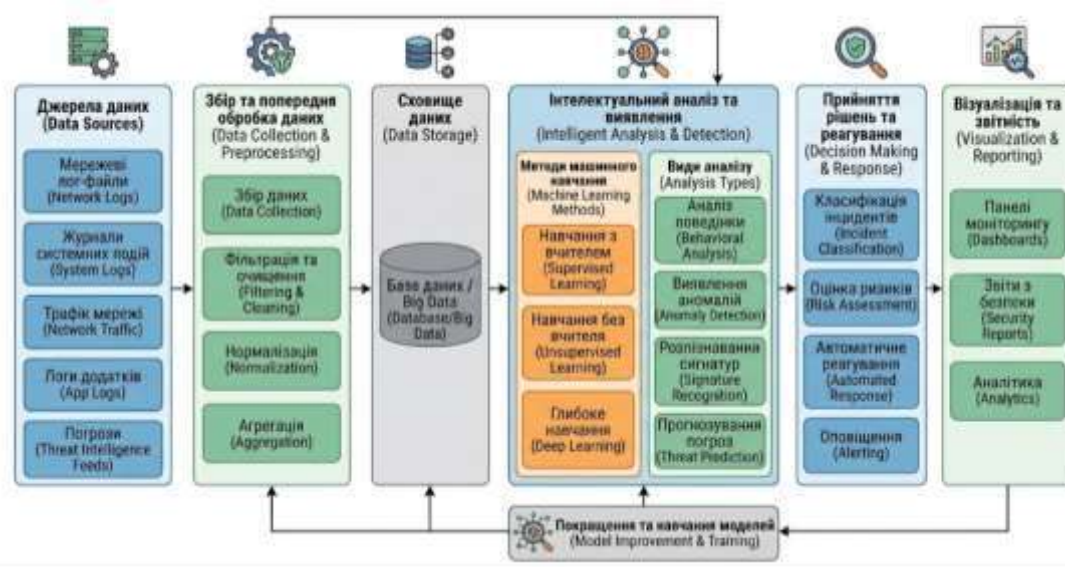 Джерела даних
(Data Sources)
Мережеві
лог-файли
(Network Logs)
Журнали
системних подій
(System Logs)
Трафік мережі
(Network Traffic)
Логи додатків
(App Logs)
Погрози
(Threat Intelligence
Feeds)
Збір та попередня
обробка даних
(Data Collection &
Preprocessing)
Збір даних
(Data Collection)
Фільтрація та
очищення
(Filtering &
Cleaning)
Нормалізація
(Normalization)
Агрегація
(Aggregation)
Сховище
даних
(Data Storage)
База даних /
Big Data
(Database/Big
Data)
Інтелектуальний аналіз та
виявлення
(Intelligent Analysis & Detection)
Методи машинного
навчання
(Machine Learning
Methods)
Навчання з
вчителем
(Supervised
Learning)
Навчання без
вчителя
(Unsupervised
Learning)
Глибоке
навчання
(Deep Learning)
Види аналізу
(Analysis Types)
Аналіз
поведінки
(Behavioral
Analysis)
Виявлення
аномалій
(Anomaly Detection)
Розпізнавання
сигнатур
(Signature
Recognition)
Прогнозування
погроз
(Threat Prediction)
Прийняття
рішень та
реагування
(Decision Making
& Response)
Класифікація
інцидентів
(Incident
Classification)
Оцінка ризиків
(Risk Assessment)
Автоматичне
реагування
(Automated
Response)
Оповіщення
(Alerting)
Візуалізація та
звітність
(Visualization &
Reporting)
Панелі
моніторингу
(Dashboards)
Звіти з
безпеки
(Security
Reports)
Аналітика
(Analytics)
Покращення та навчання моделей
(Model Improvement & Training)